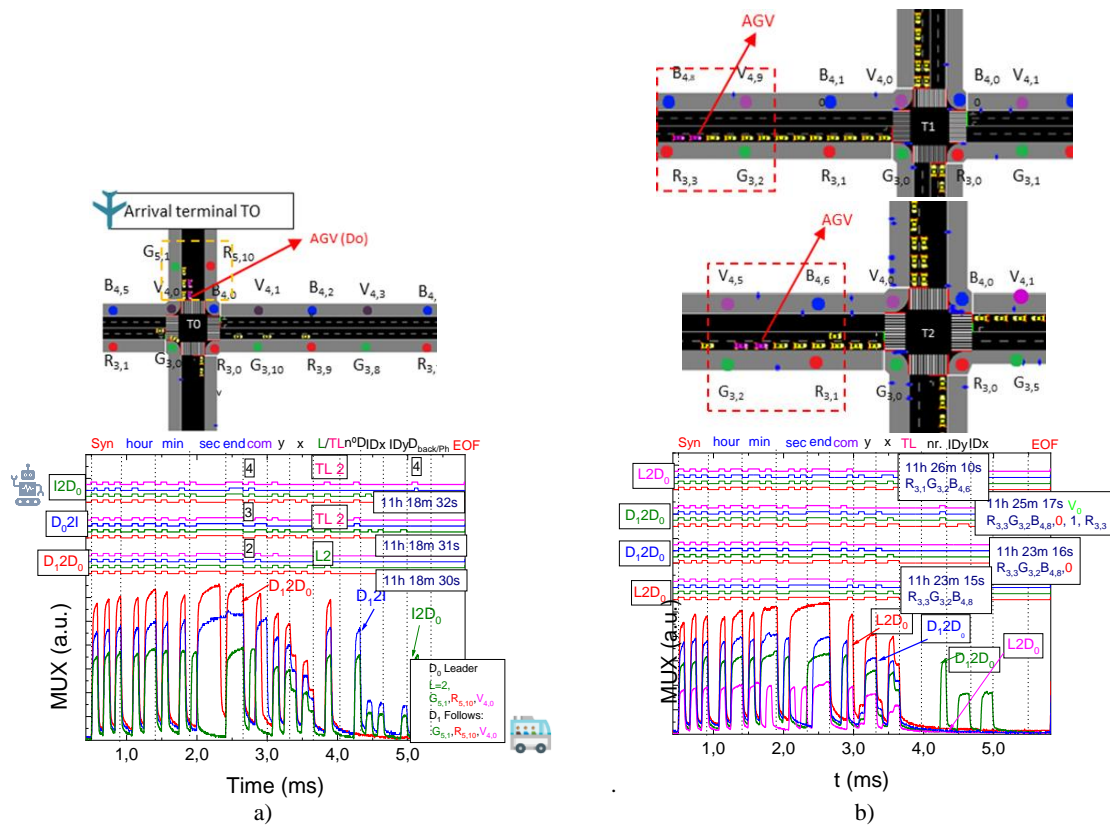 Arrival terminal TO
AGV (Do)
G5,1
R5,10
B4,5
V4,0
B4,0
V4,1
B4,2
V4,3
B4,
T0
R3,1
G3,0
R3,0
G3,10
R3,9
G3,8
R3,
Syn hour min sec end com y x L/TL nºD IDx IDy Dback/Ph EOF
4
TL 2
4
I2D0
11h 18m 32s
3
D02I
TL 2
11h 18m 31s
2
D12D0
L2
11h 18m 30s
D12D0
D12I
I2D0
D0 Leader
L=2,
G5,1,R5,10,V4,0
D1 Follows:
G5,1,R5,10,V4,0
MUX (a.u.)
1,0 2,0 3,0 4,0 5,0
Time (ms)
a)
AGV
B4,8
V4,9
B4,1
V4,0
B4,0
V4,1
0
0
T1
R3,3
G3,2
R3,1
G3,0
R3,0
G3,1
AGV
V4,5
B4,6
V4,0
B4,0
V4,1
T2
G3,2
R3,1
G3,0
R3,0
G3,5
Syn hour min sec end com y x TL nr. IDy IDx EOF
L2D0
11h 26m 10s
R3,1G3,2B4,6
D12D0
11h 25m 17s V0
R3,3G3,2B4,8,0, 1, R3,3
D12D0
11h 23m 16s
R3,3G3,2B4,8,0
L2D0
11h 23m 15s
R3,3G3,2B4,8
L2D0
D12D0
D12D0
L2D0
MUX (a.u.)
1,0 2,0 3,0 4,0 5,0
t (ms)
.
b)